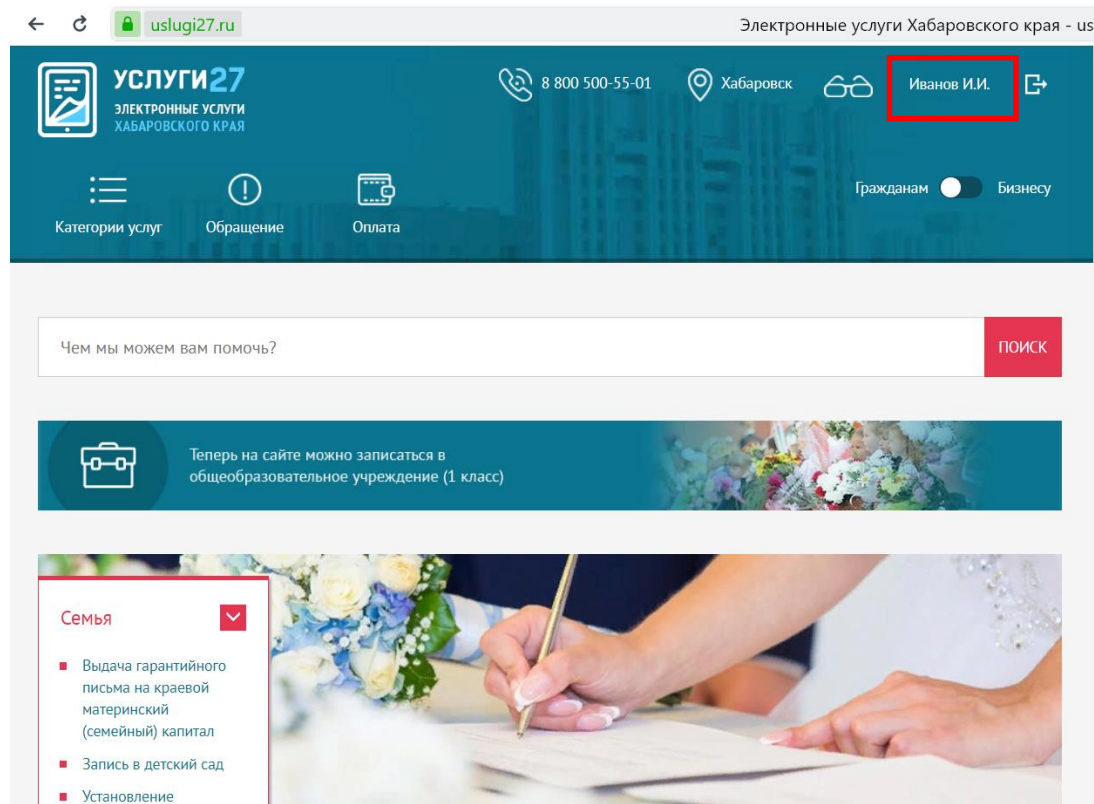 uslugi27.ru
Электронные услуги Хабаровского края - us
УСЛУГИ27
ЭЛЕКТРОННЫЕ УСЛУГИ
ХАБАРОВСКОГО КРАЯ
8 800 500-55-01
Хабаровск
Иванов И.И.
Категории услуг
Обращение
Оплата
Гражданам
Бизнесу
Чем мы можем вам помочь?
ПОИСК
Теперь на сайте можно записаться в
общеобразовательное учреждение (1 класс)
Семья
Выдача гарантийного
письма на краевой
материнский
(семейный) капитал
Запись в детский сад
Установление